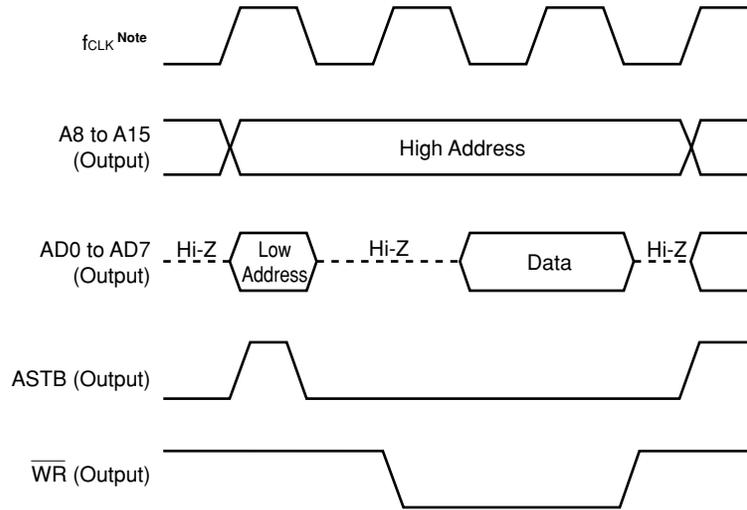 fCLK Note
A8 to A15
(Output)
High Address
AD0 to AD7
(Output)
Hi-Z
Low
Address
Hi-Z
Data
Hi-Z
ASTB (Output)
WR (Output)